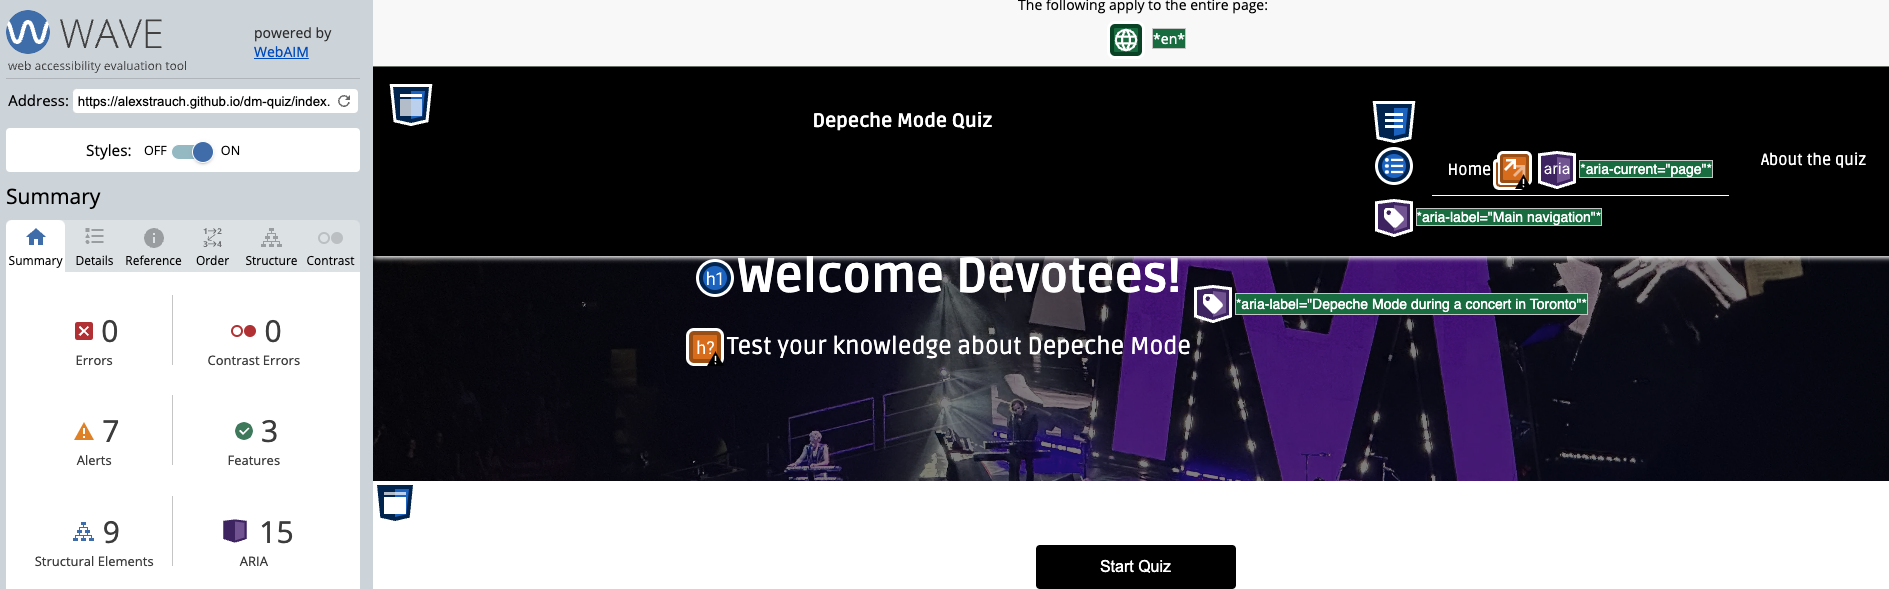 WAVE
powered by
WebAIM
web accessibility evaluation tool
Address: https://alexstrauch.github.io/dm-quiz/index.
Styles: OFF ON
Summary
Summary Details Reference Order Structure Contrast
0 0
Errors Contrast Errors
7 3
Alerts Features
9 15
Structural Elements ARIA
The following apply to the entire page:
*en*
Depeche Mode Quiz
Home aria *aria-current="page"* About the quiz
*aria-label="Main navigation"*
h1 Welcome Devotees!
*aria-label="Depeche Mode during a concert in Toronto"*
h? Test your knowledge about Depeche Mode
Start Quiz